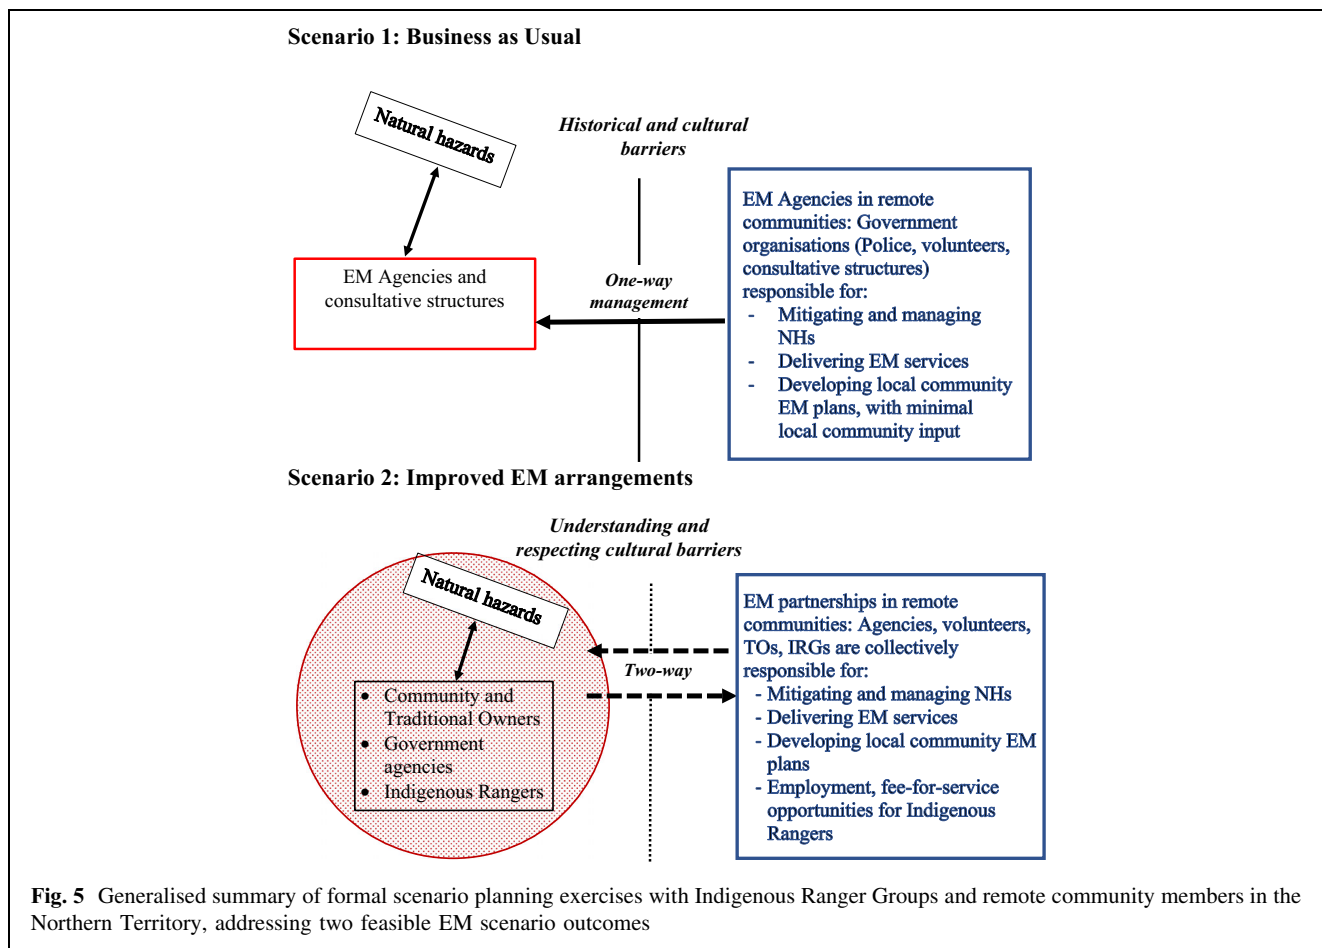 Scenario 1: Business as Usual
Natural hazards
Historical and cultural
barriers
EM Agencies and
consultative structures
One-way
management
EM Agencies in remote
communities: Government
organisations (Police, volunteers,
consultative structures)
responsible for:
- Mitigating and managing
NHs
- Delivering EM services
- Developing local community
EM plans, with minimal
local community input
Scenario 2: Improved EM arrangements
Understanding and
respecting cultural barriers
Natural hazards
• Community and
Traditional Owners
• Government
agencies
• Indigenous Rangers
Two-way
EM partnerships in remote
communities: Agencies, volunteers,
TOs, IRGs are collectively
responsible for:
- Mitigating and managing NHs
- Delivering EM services
- Developing local community EM
plans
- Employment, fee-for-service
opportunities for Indigenous
Rangers
Fig. 5 Generalised summary of formal scenario planning exercises with Indigenous Ranger Groups and remote community members in the
Northern Territory, addressing two feasible EM scenario outcomes